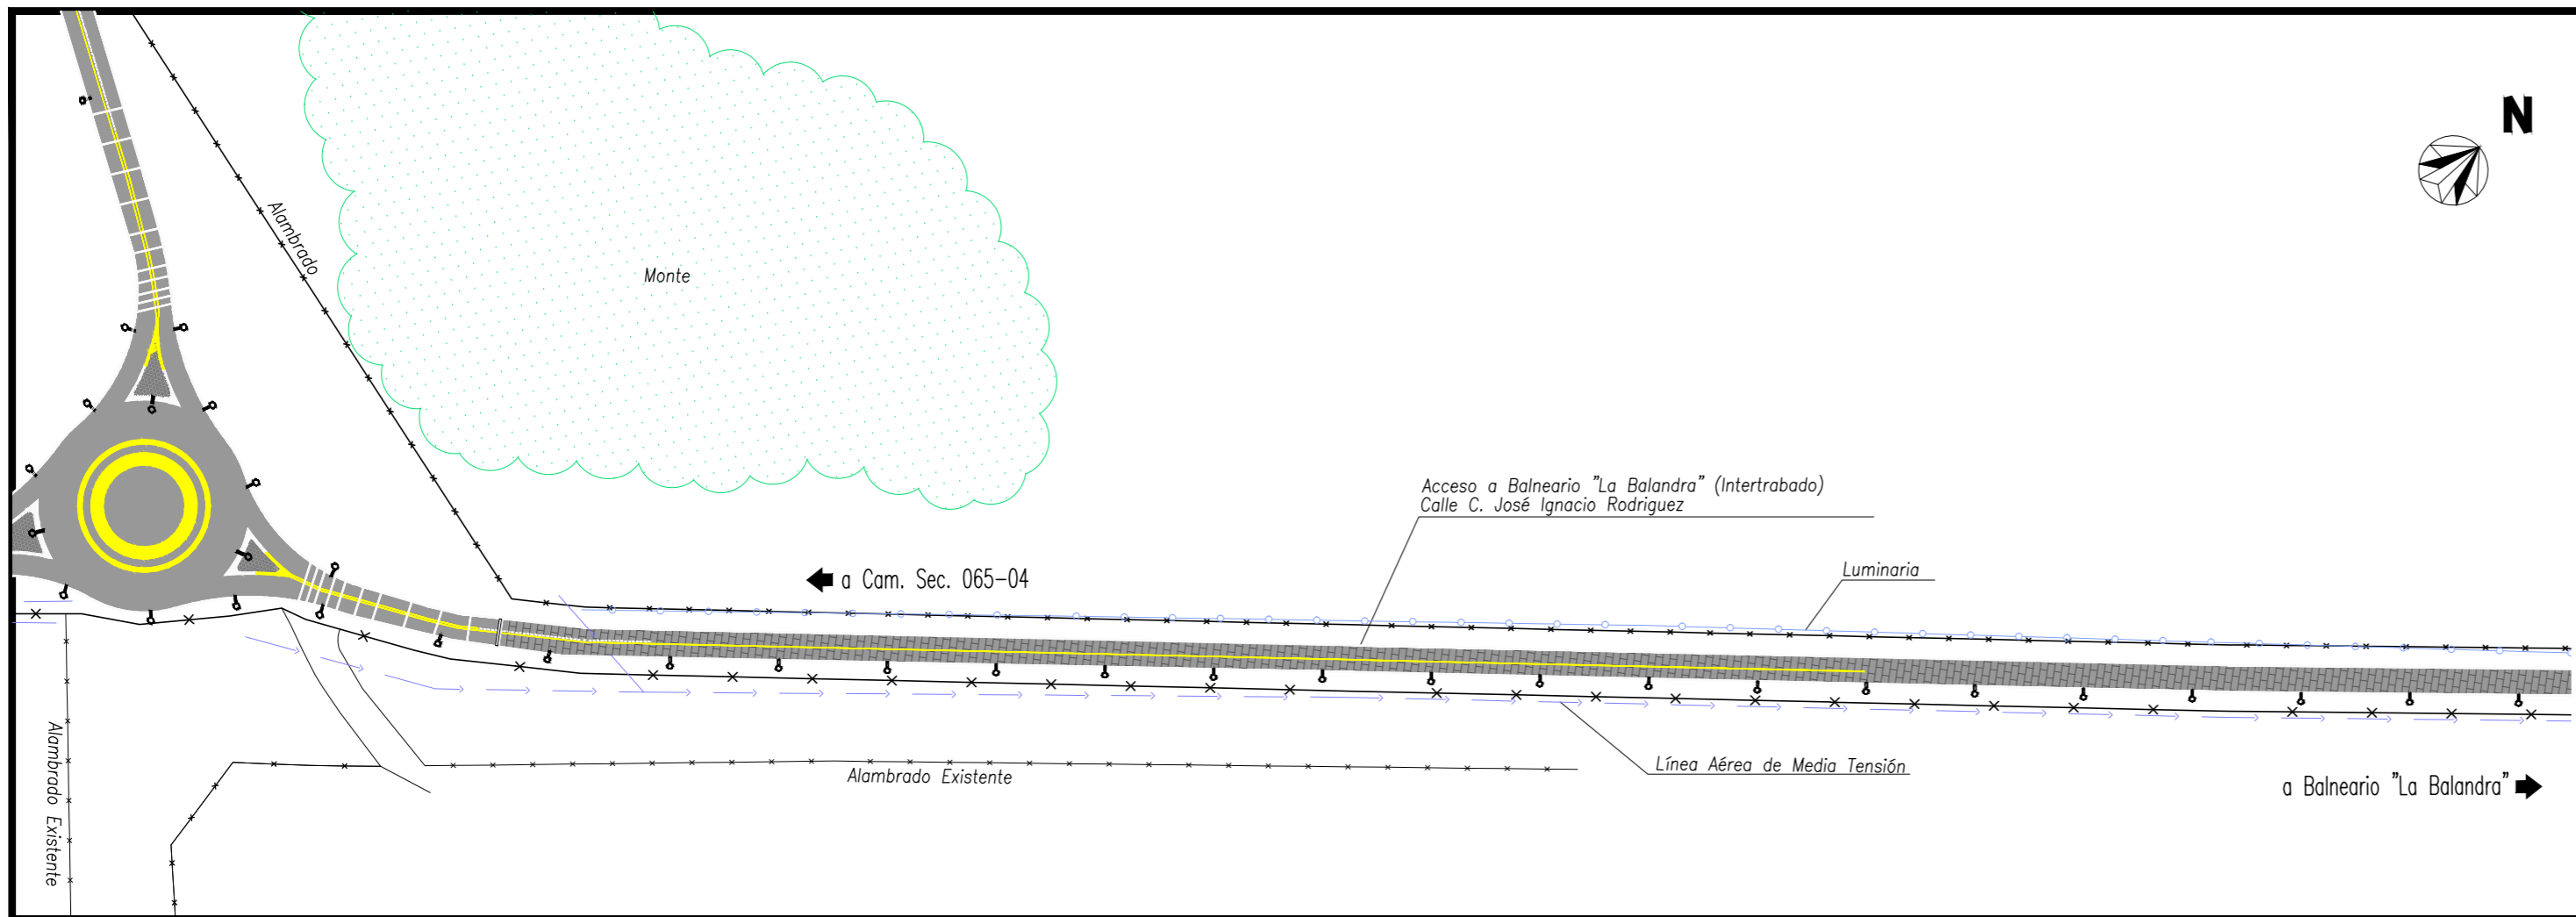 N
Alambrado
Monte
Acceso a Balneario "La Balandra" (Intertrabado)
Calle C. José Ignacio Rodriguez
a Cam. Sec. 065-04
Luminaria
Alambrado Existente
Alambrado Existente
Línea Aérea de Media Tensión
a Balneario "La Balandra"